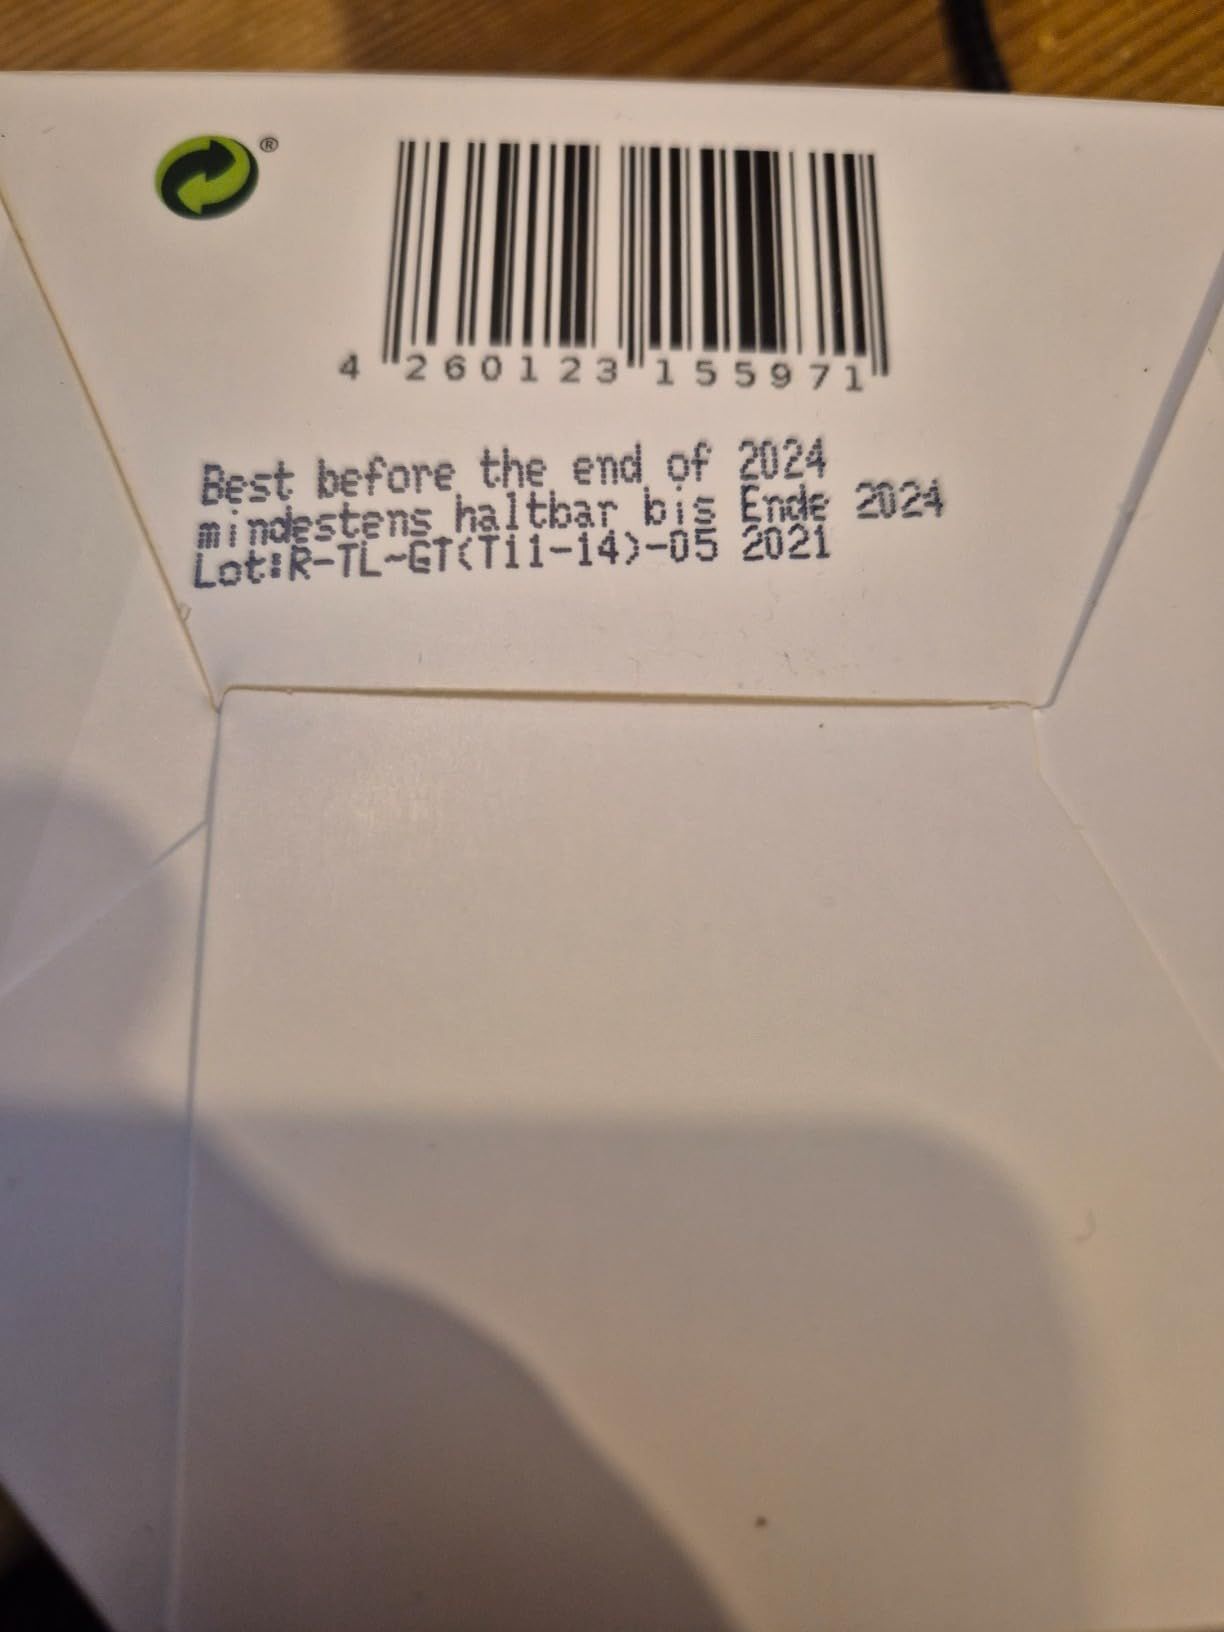 ®
4 260123 155971
Best before the end of 2024
mindestens haltbar bis Ende 2024
Lot:R-TL-GT(T11-14)-05 2021